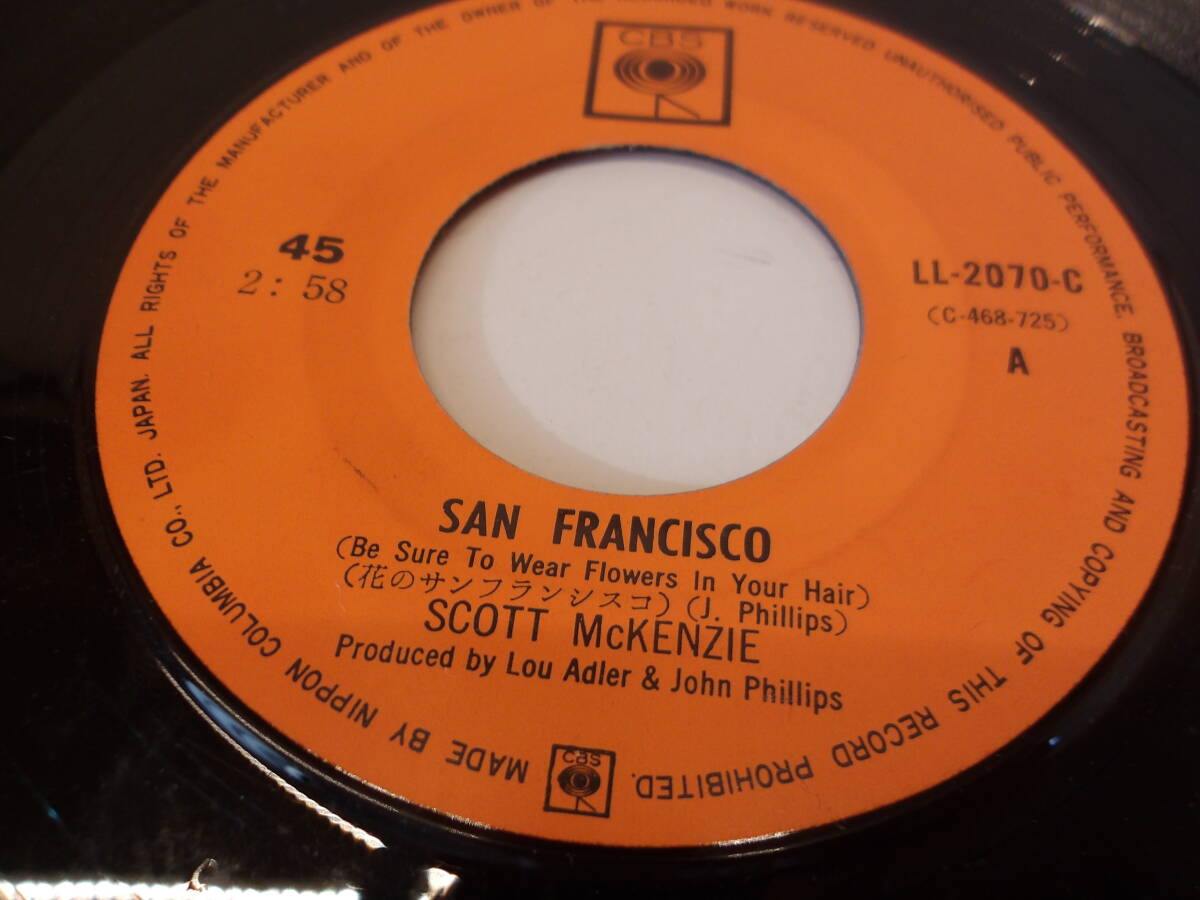 CBS
45
2:58
LL-2070-C
(C-468-725)
A
SAN FRANCISCO
(Be Sure To Wear Flowers In Your Hair)
(花のサンフランシスコ) (J. Phillips)
SCOTT McKENZIE
Produced by Lou Adler & John Phillips
CBS
MADE BY NIPPON COLUMBIA CO., LTD. JAPAN. ALL RIGHTS OF THE MANUFACTURER AND OF THE OWNER OF THE RECORDED WORK RESERVED UNAUTHORISED PUBLIC PERFORMANCE, BROADCASTING AND COPYING OF THIS RECORD PROHIBITED.